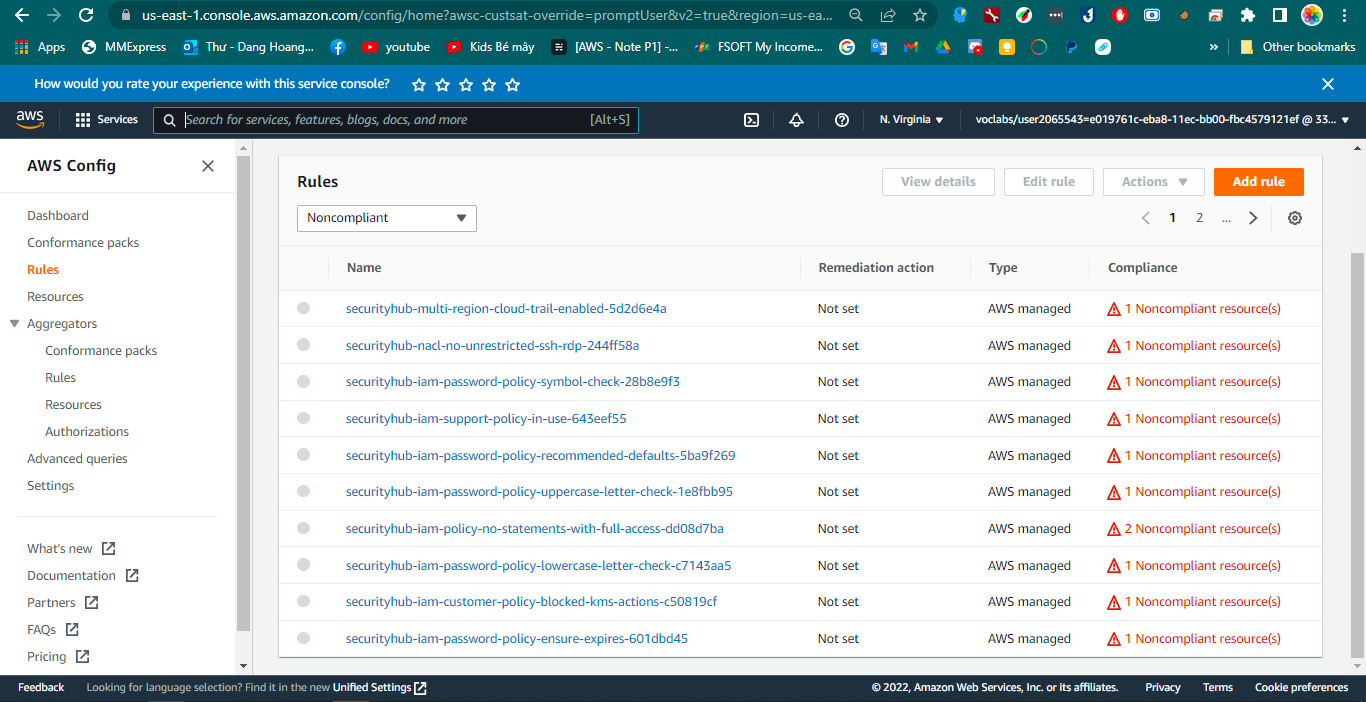 us-east-1.console.aws.amazon.com/config/home?awsc-custsat-override=promptUser&v2=true&region=us-ea...
Apps
MMExpress
Thư - Dang Hoang...
youtube
Kids Bé mây
[AWS - Note P1] -...
FSOFT My Income...
»
Other bookmarks
How would you rate your experience with this service console?
aws
Services
Search for services, features, blogs, docs, and more
[Alt+S]
N. Virginia
voclabs/user2065543=e019761c-eba8-11ec-bb00-fbc4579121ef @ 33...
AWS Config
Dashboard
Conformance packs
Rules
Resources
Aggregators
Conformance packs
Rules
Resources
Authorizations
Advanced queries
Settings
What's new
Documentation
Partners
FAQs
Pricing
Rules
View details
Edit rule
Actions
Add rule
Noncompliant
1 2 ...
Name Remediation action Type Compliance
securityhub-multi-region-cloud-trail-enabled-5d2d6e4a Not set AWS managed 1 Noncompliant resource(s)
securityhub-nacl-no-unrestricted-ssh-rdp-244ff58a Not set AWS managed 1 Noncompliant resource(s)
securityhub-iam-password-policy-symbol-check-28b8e9f3 Not set AWS managed 1 Noncompliant resource(s)
securityhub-iam-support-policy-in-use-643eef55 Not set AWS managed 1 Noncompliant resource(s)
securityhub-iam-password-policy-recommended-defaults-5ba9f269 Not set AWS managed 1 Noncompliant resource(s)
securityhub-iam-password-policy-uppercase-letter-check-1e8fbb95 Not set AWS managed 1 Noncompliant resource(s)
securityhub-iam-policy-no-statements-with-full-access-dd08d7ba Not set AWS managed 2 Noncompliant resource(s)
securityhub-iam-password-policy-lowercase-letter-check-c7143aa5 Not set AWS managed 1 Noncompliant resource(s)
securityhub-iam-customer-policy-blocked-kms-actions-c50819cf Not set AWS managed 1 Noncompliant resource(s)
securityhub-iam-password-policy-ensure-expires-601dbd45 Not set AWS managed 1 Noncompliant resource(s)
Feedback
Looking for language selection? Find it in the new Unified Settings
© 2022, Amazon Web Services, Inc. or its affiliates.
Privacy
Terms
Cookie preferences